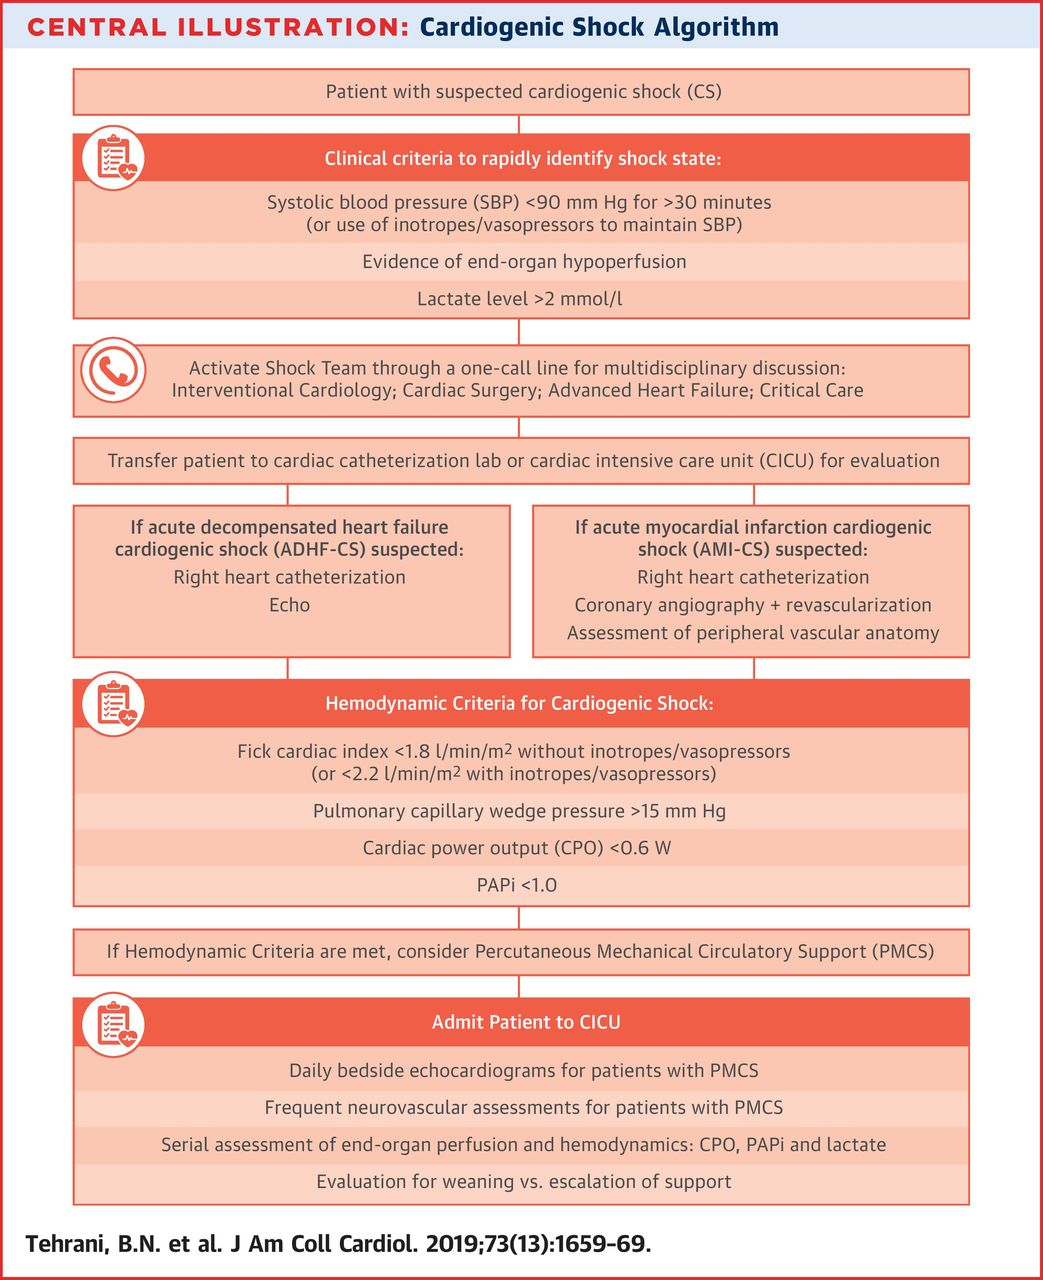 CENTRAL ILLUSTRATION: Cardiogenic Shock Algorithm
Patient with suspected cardiogenic shock (CS)
Clinical criteria to rapidly identify shock state:
Systolic blood pressure (SBP) <90 mm Hg for >30 minutes
(or use of inotropes/vasopressors to maintain SBP)
Evidence of end-organ hypoperfusion
Lactate level >2 mmol/l
Activate Shock Team through a one-call line for multidisciplinary discussion:
Interventional Cardiology; Cardiac Surgery; Advanced Heart Failure; Critical Care
Transfer patient to cardiac catheterization lab or cardiac intensive care unit (CICU) for evaluation
If acute decompensated heart failure
cardiogenic shock (ADHF-CS) suspected:
Right heart catheterization
Echo
If acute myocardial infarction cardiogenic
shock (AMI-CS) suspected:
Right heart catheterization
Coronary angiography + revascularization
Assessment of peripheral vascular anatomy
Hemodynamic Criteria for Cardiogenic Shock:
Fick cardiac index <1.8 l/min/m2 without inotropes/vasopressors
(or <2.2 l/min/m2 with inotropes/vasopressors)
Pulmonary capillary wedge pressure >15 mm Hg
Cardiac power output (CPO) <0.6 W
PAPi <1.0
If Hemodynamic Criteria are met, consider Percutaneous Mechanical Circulatory Support (PMCS)
Admit Patient to CICU
Daily bedside echocardiograms for patients with PMCS
Frequent neurovascular assessments for patients with PMCS
Serial assessment of end-organ perfusion and hemodynamics: CPO, PAPi and lactate
Evaluation for weaning vs. escalation of support
Tehrani, B.N. et al. J Am Coll Cardiol. 2019;73(13):1659–69.